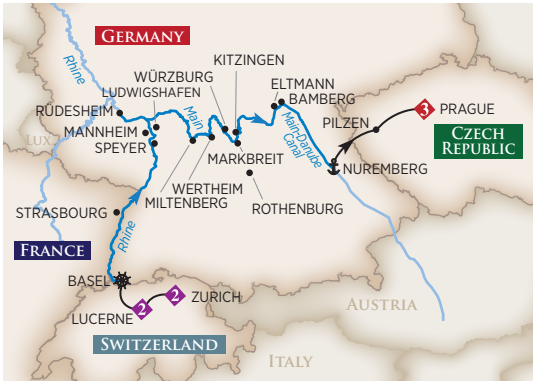 GERMANY
Rhine
KITZINGEN
WÜRZBURG
ELTMANN
LUDWIGSHAFEN
BAMBERG
RÜDESHEIM
Main
3
PRAGUE
PILZEN
MANNHEIM
LUX.
SPEYER
Main-Danube
Canal
CZECH
REPUBLIC
MARKBREIT
NUREMBERG
WERTHEIM
MILTENBERG
ROTHENBURG
STRASBOURG
Rhine
FRANCE
BASEL
2
ZURICH
2
LUCERNE
AUSTRIA
SWITZERLAND
ITALY